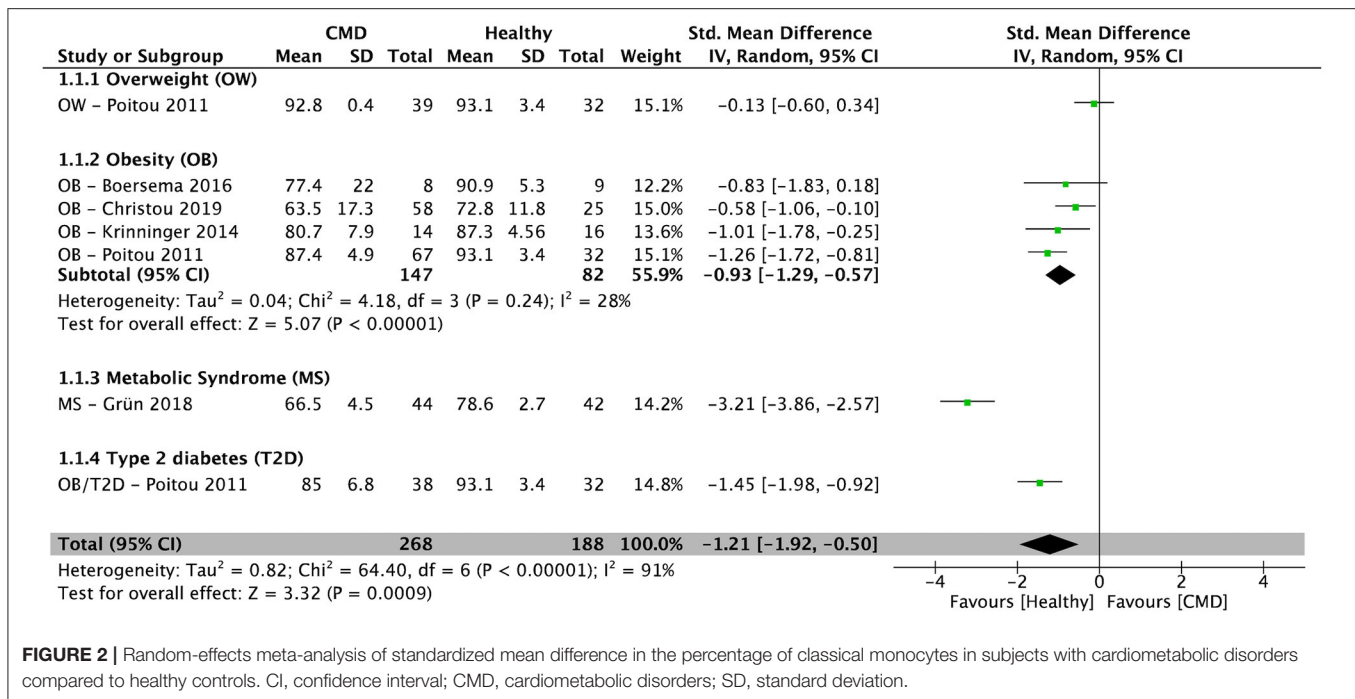 CMD Healthy Std. Mean Difference Std. Mean Difference
Study or Subgroup Mean SD Total Mean SD Total Weight IV, Random, 95% CI IV, Random, 95% CI
1.1.1 Overweight (OW)
OW – Poitou 2011 92.8 0.4 39 93.1 3.4 32 15.1% -0.13 [-0.60, 0.34]
1.1.2 Obesity (OB)
OB – Boersema 2016 77.4 22 8 90.9 5.3 9 12.2% -0.83 [-1.83, 0.18]
OB – Christou 2019 63.5 17.3 58 72.8 11.8 25 15.0% -0.58 [-1.06, -0.10]
OB – Krinninger 2014 80.7 7.9 14 87.3 4.56 16 13.6% -1.01 [-1.78, -0.25]
OB – Poitou 2011 87.4 4.9 67 93.1 3.4 32 15.1% -1.26 [-1.72, -0.81]
Subtotal (95% CI) 147 82 55.9% -0.93 [-1.29, -0.57]
Heterogeneity: Tau² = 0.04; Chi² = 4.18, df = 3 (P = 0.24); I² = 28%
Test for overall effect: Z = 5.07 (P < 0.00001)
1.1.3 Metabolic Syndrome (MS)
MS – Grün 2018 66.5 4.5 44 78.6 2.7 42 14.2% -3.21 [-3.86, -2.57]
1.1.4 Type 2 diabetes (T2D)
OB/T2D – Poitou 2011 85 6.8 38 93.1 3.4 32 14.8% -1.45 [-1.98, -0.92]
Total (95% CI) 268 188 100.0% -1.21 [-1.92, -0.50]
Heterogeneity: Tau² = 0.82; Chi² = 64.40, df = 6 (P < 0.00001); I² = 91%
Test for overall effect: Z = 3.32 (P = 0.0009)
-4 -2 0 2 4
Favours [Healthy] Favours [CMD]
FIGURE 2 | Random-effects meta-analysis of standardized mean difference in the percentage of classical monocytes in subjects with cardiometabolic disorders
compared to healthy controls. CI, confidence interval; CMD, cardiometabolic disorders; SD, standard deviation.